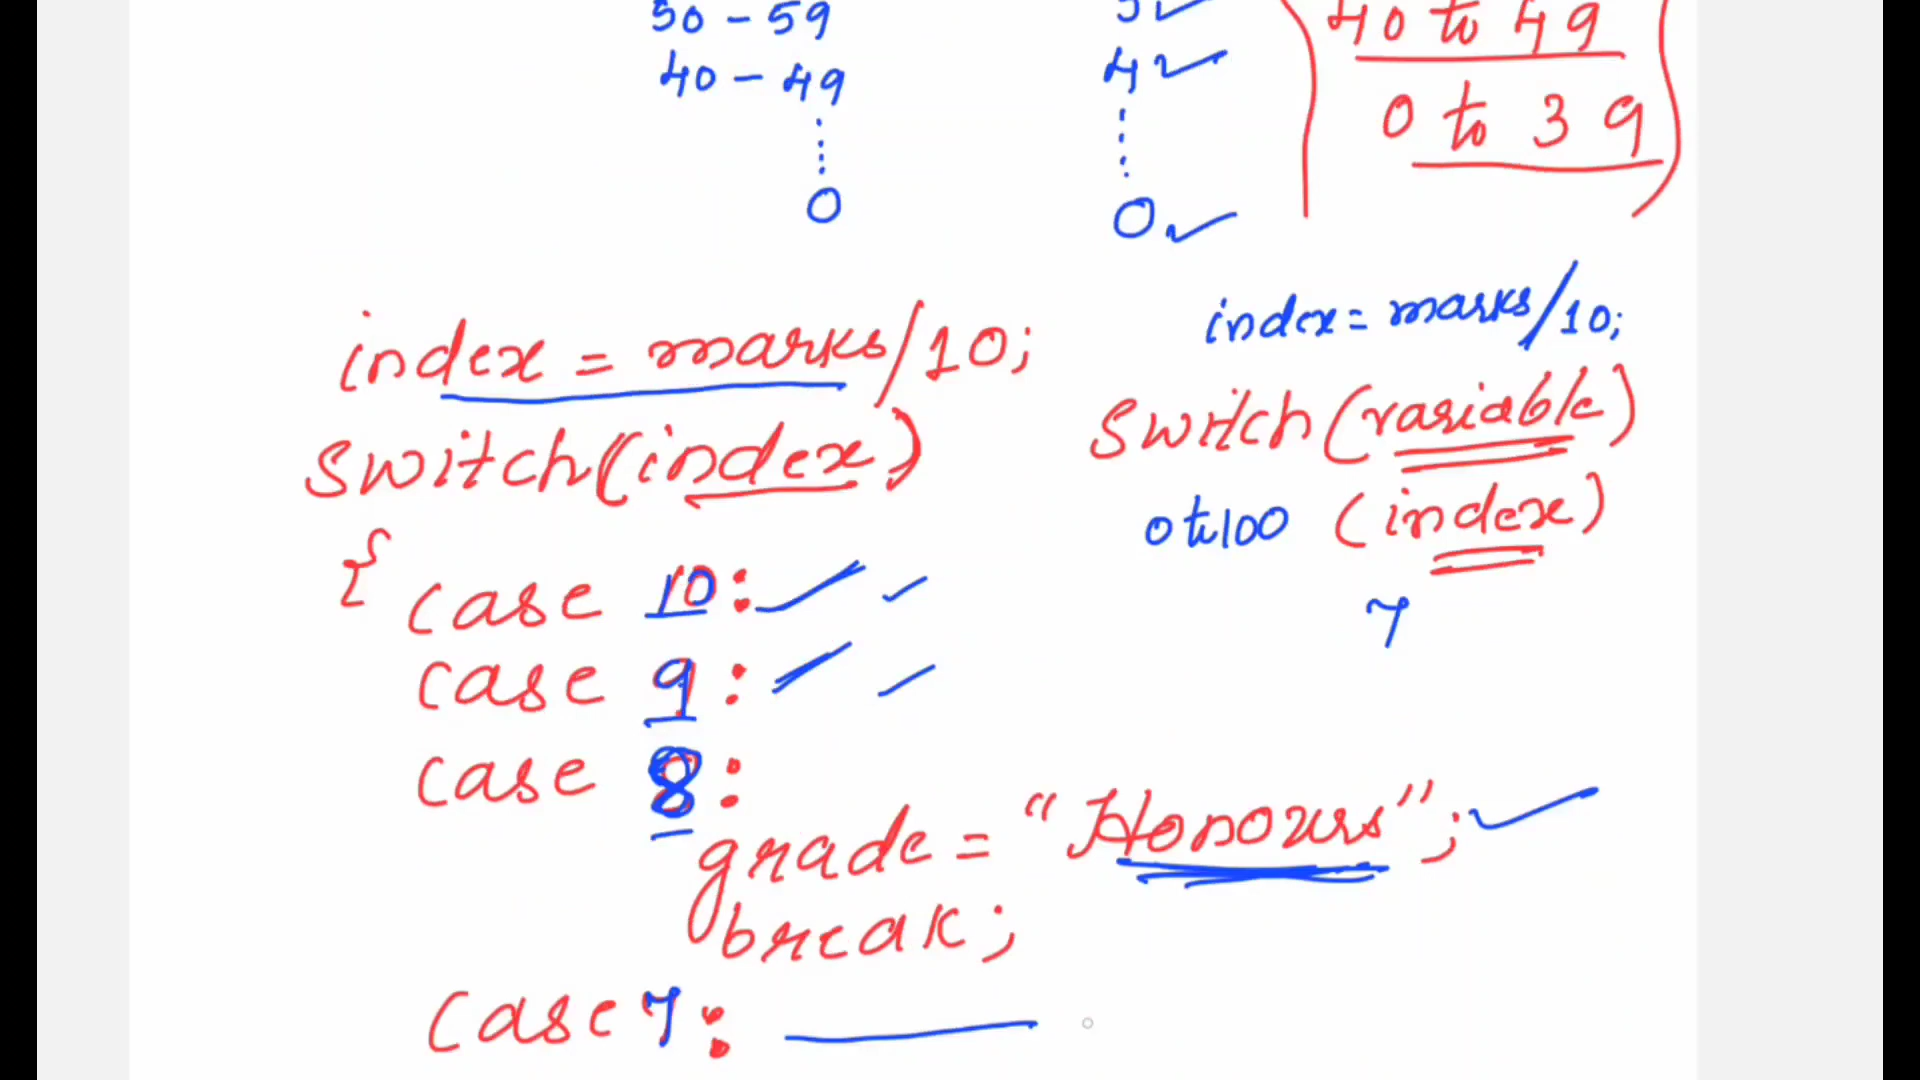 50 - 59
40 - 49
0
4
0
40 to 49
0 to 39
index = marks/10;
switch(index)
{
case 10:
case 9:
case 8:
grade = "Honours";
break;
case 7:
index = marks/10;
switch(variable)
0 to 100 (index)
7